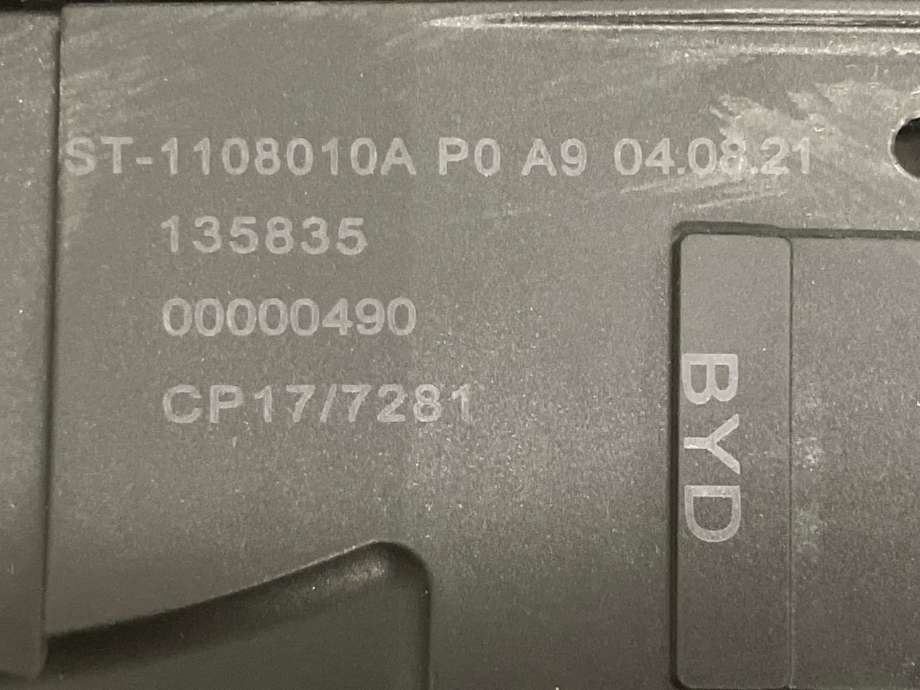 ST-1108010A P0 A9 04.08.21
135835
00000490
CP17/7281
BYD